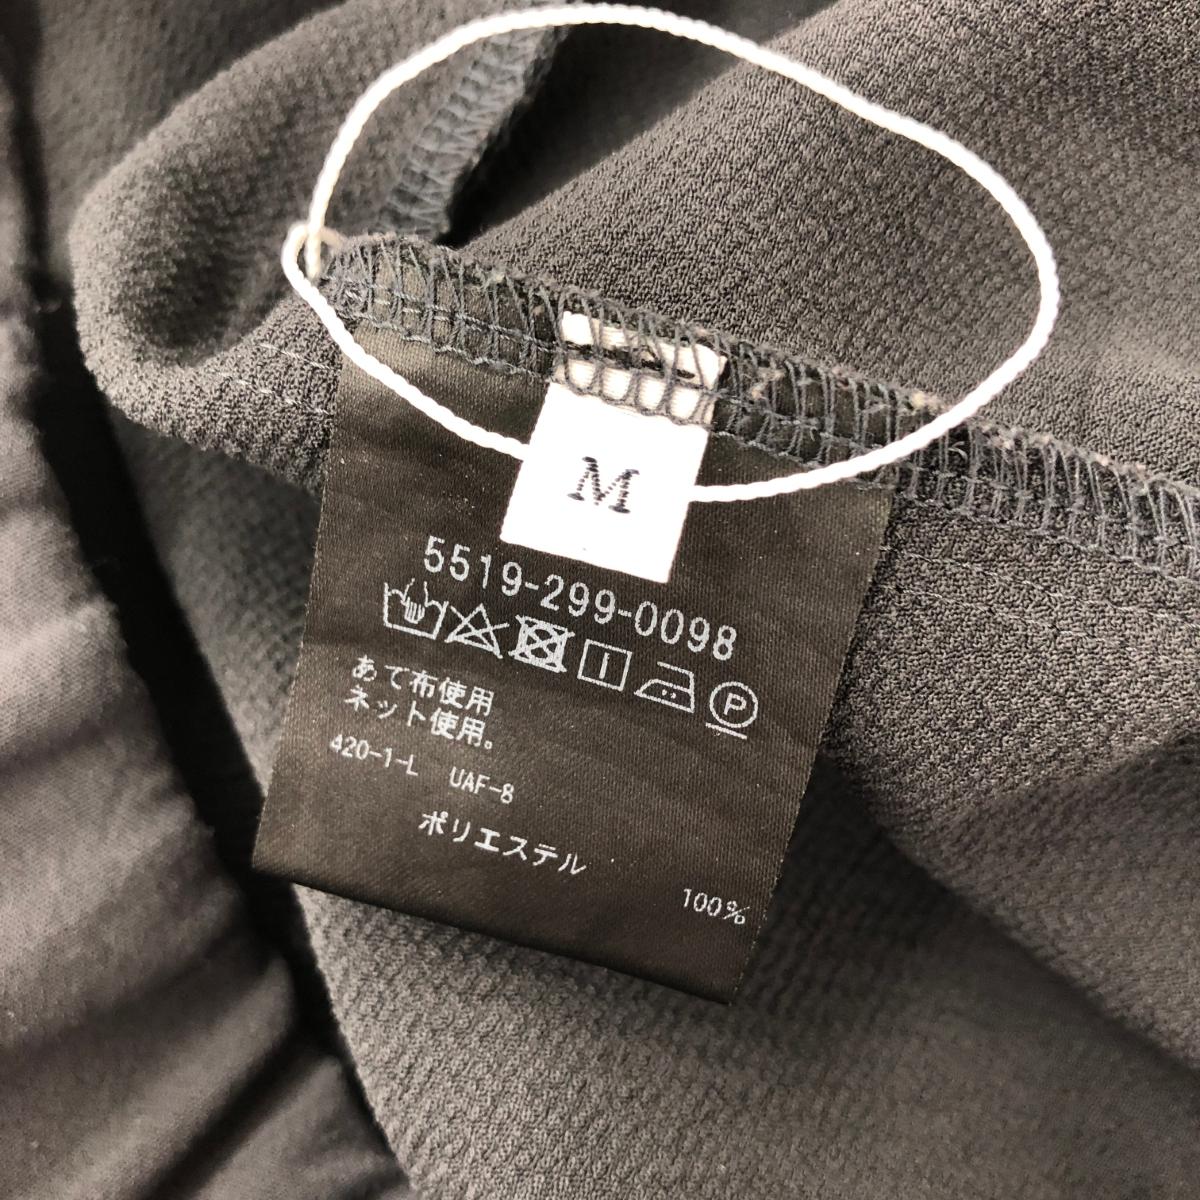 M
5519-299-0098
P
あて布使用
ネット使用。
420-1-L UAF-8
ポリエステル
100%